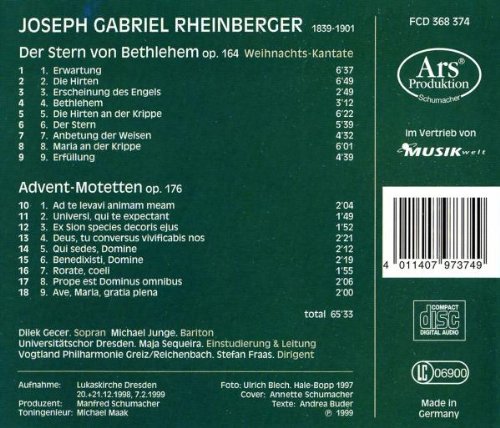 JOSEPH GABRIEL RHEINBERGER 1839-1901
FCD 368 374
Der Stern von Bethlehem op. 164 Weihnachts-Kantate
1 1. Erwartung 6'37
2 2. Die Hirten 6'49
3 3. Erscheinung des Engels 2'49
4 4. Bethlehem 3'12
5 5. Die Hirten an der Krippe 6'22
6 6. Der Stern 5'39
7 7. Anbetung der Weisen 4'32
8 8. Maria an der Krippe 6'01
9 9. Erfüllung 4'39
Ars
Produktion
Schumacher
im Vertrieb von
MUSIK welt
Advent-Motetten op. 176
10 1. Ad te levavi animam meam 2'04
11 2. Universi, qui te expectant 1'49
12 3. Ex Sion species decoris ejus 1'52
13 4. Deus, tu conversus vivificabis nos 2'21
14 5. Qui sedes, Domine 2'12
15 6. Benedixisti, Domine 2'19
16 7. Rorate, coeli 1'55
17 8. Prope est Dominus omnibus 2'06
18 9. Ave, Maria, gratia plena 2'00
total 65'33
4 011407 973749
Dilek Gecer, Sopran Michael Junge, Bariton
Universitätschor Dresden. Maja Sequeira, Einstudierung & Leitung
Vogtland Philharmonie Greiz/Reichenbach. Stefan Fraas, Dirigent
COMPACT
disc
DIGITAL AUDIO
LC 06900
Aufnahme: Lukaskirche Dresden
20.+21.12.1998, 7.2.1999
Produzent: Manfred Schumacher
Toningenieur: Michael Maak
Foto: Ulrich Blech. Hale-Bopp 1997
Cover: Annette Schumacher
Texte: Andrea Buder
℗ 1999
Made in
Germany